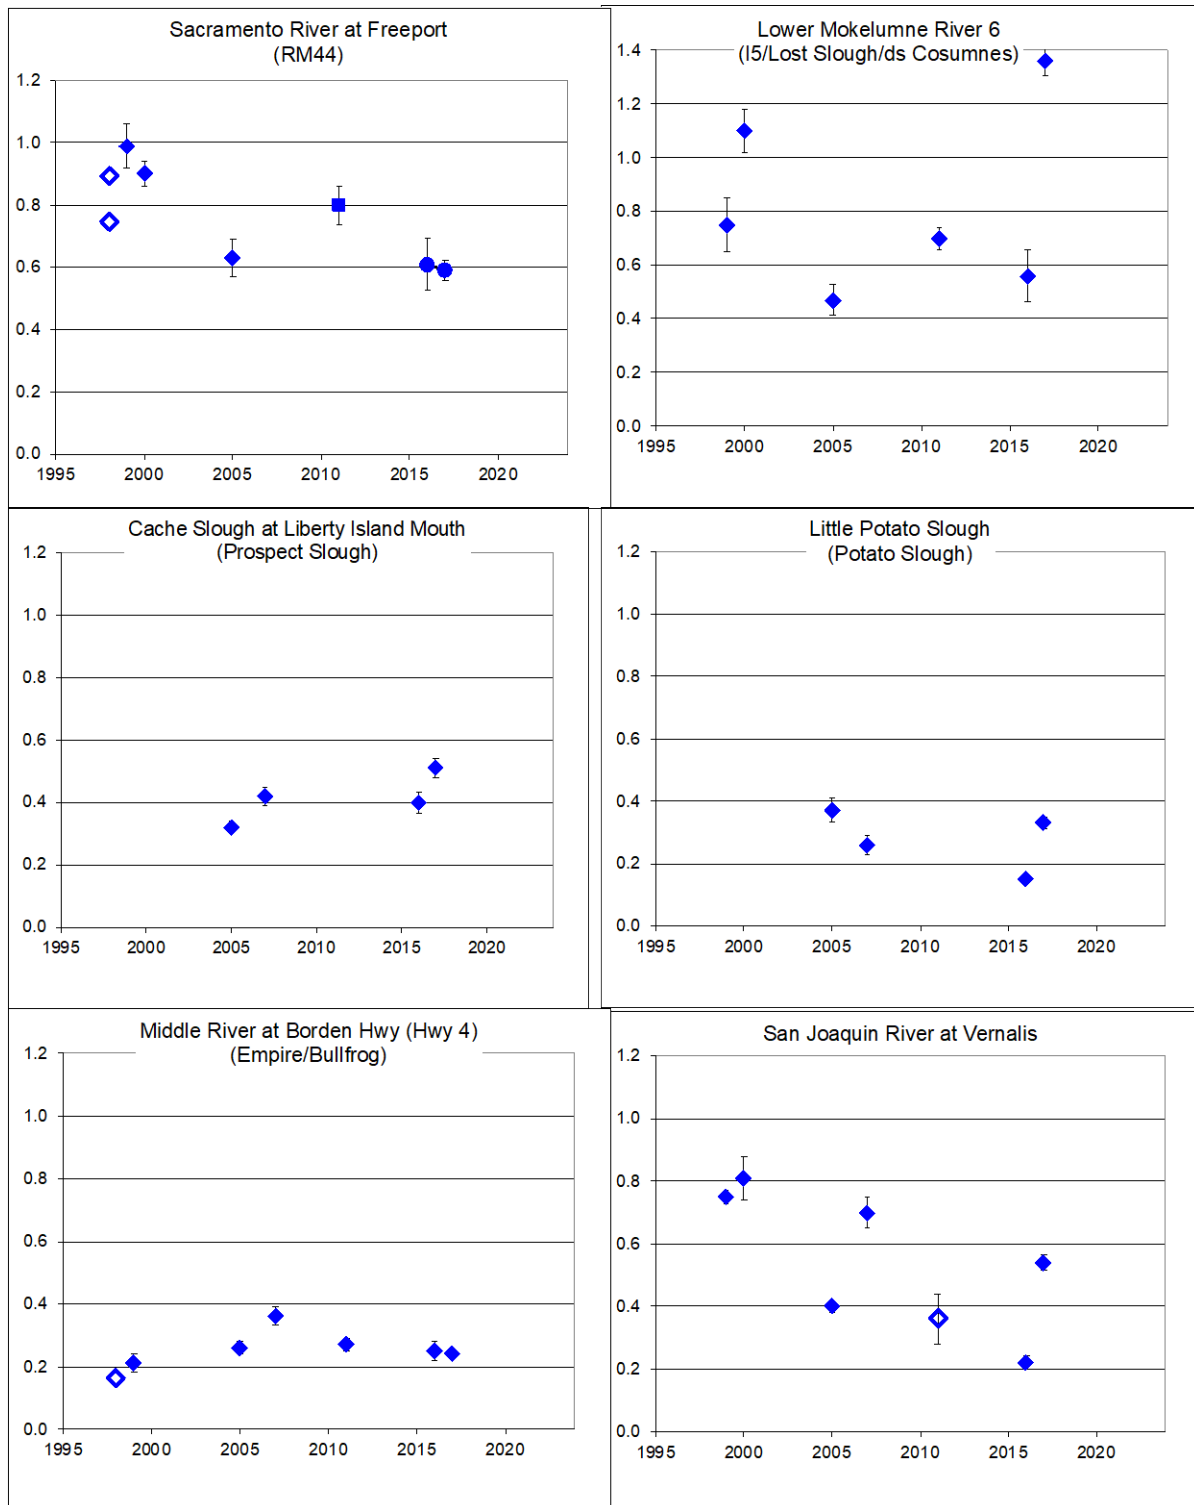 Sacramento River at Freeport
(RM44)
1.2
1.0
0.8
0.6
0.4
0.2
0.0
1995 2000 2005 2010 2015 2020
Lower Mokelumne River 6
(I5/Lost Slough/ds Cosumnes)
1.4
1.2
1.0
0.8
0.6
0.4
0.2
0.0
1995 2000 2005 2010 2015 2020
Cache Slough at Liberty Island Mouth
(Prospect Slough)
1.2
1.0
0.8
0.6
0.4
0.2
0.0
1995 2000 2005 2010 2015 2020
Little Potato Slough
(Potato Slough)
1.2
1.0
0.8
0.6
0.4
0.2
0.0
1995 2000 2005 2010 2015 2020
Middle River at Borden Hwy (Hwy 4)
(Empire/Bullfrog)
1.2
1.0
0.8
0.6
0.4
0.2
0.0
1995 2000 2005 2010 2015 2020
San Joaquin River at Vernalis
1.2
1.0
0.8
0.6
0.4
0.2
0.0
1995 2000 2005 2010 2015 2020